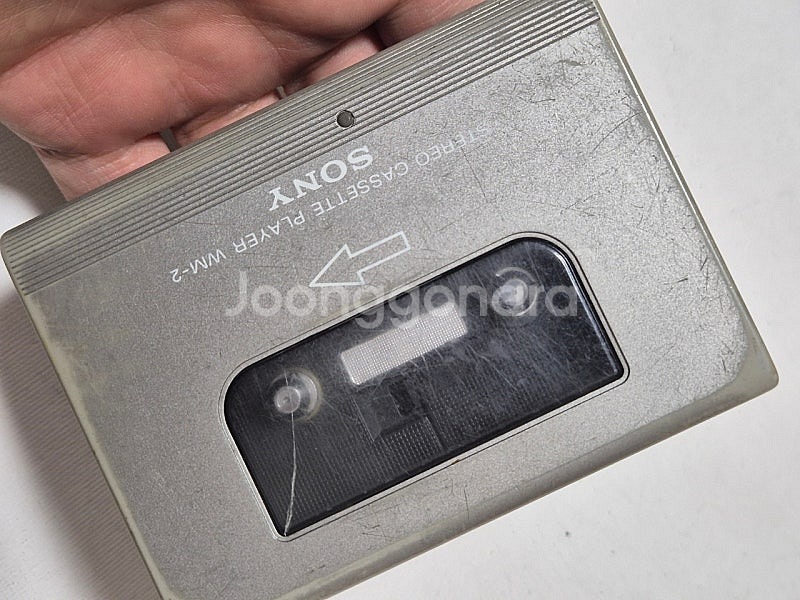 SONY
STEREO CASSETTE PLAYER WM-2
Joonggonara